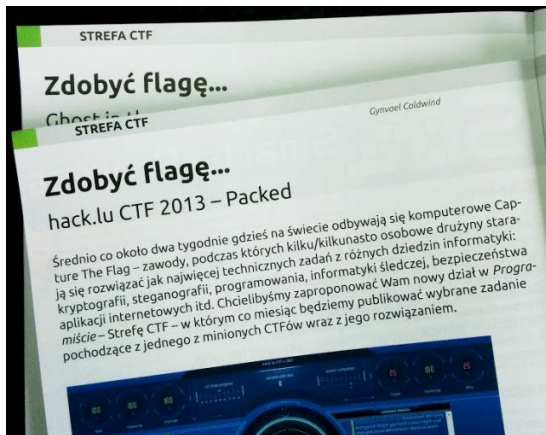 STREFA CTF
Zdobyć flagę...
STREFA CTF
Gynvael Coldwind
Zdobyć flagę...
hack.lu CTF 2013 – Packed
Średnio co około dwa tygodnie gdzieś na świecie odbywają się komputerowe Cap-
ture The Flag – zawody, podczas których kilku/kilkunasto osobowe drużyny stara-
ją się rozwiązać jak najwięcej technicznych zadań z różnych dziedzin informatyki:
kryptografii, steganografii, programowania, informatyki śledczej, bezpieczeństwa
aplikacji internetowych itd. Chcielibyśmy zaproponować Wam nowy dział w Progra-
miście – Strefę CTF – w którym co miesiąc będziemy publikować wybrane zadanie
pochodzące z jednego z minionych CTFów wraz z jego rozwiązaniem.